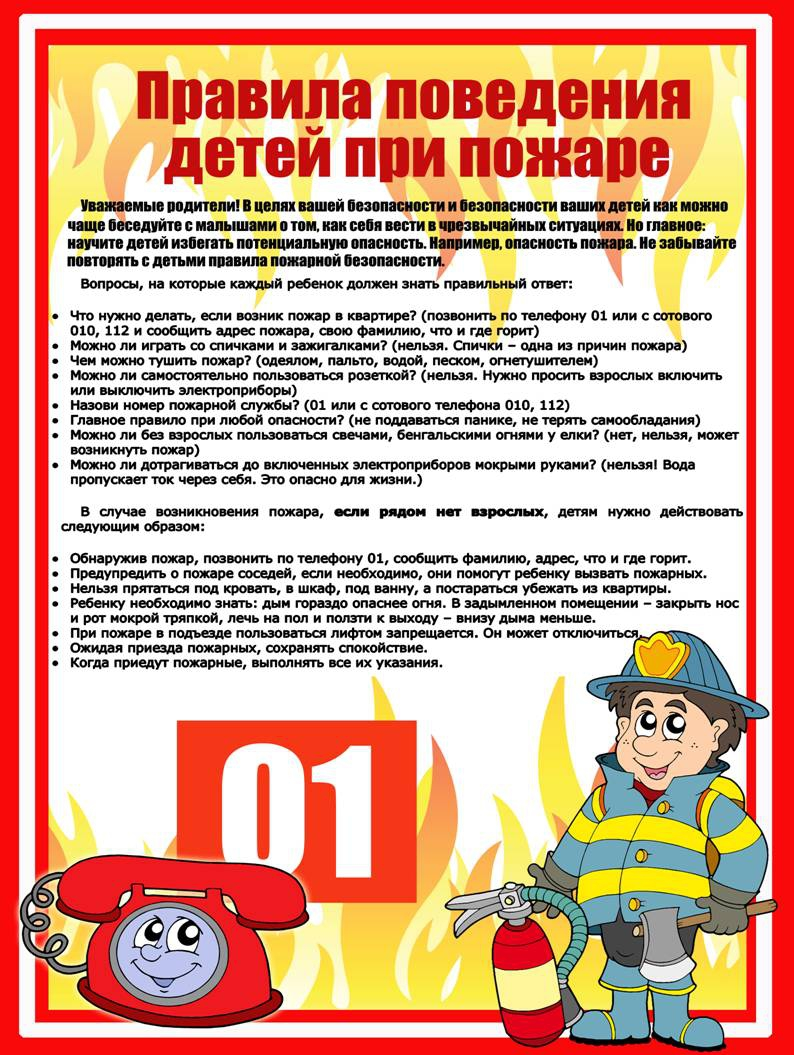 Правила поведения
детей при пожаре
Уважаемые родители! В целях вашей безопасности и безопасности ваших детей как можно
чаще беседуйте с малышами о том, как себя вести в чрезвычайных ситуациях. Но главное:
научите детей избегать потенциальную опасность. Например, опасность пожара. Не забывайте
повторять с детьми правила пожарной безопасности.
Вопросы, на которые каждый ребенок должен знать правильный ответ:
• Что нужно делать, если возник пожар в квартире? (позвонить по телефону 01 или с сотового
010, 112 и сообщить адрес пожара, свою фамилию, что и где горит)
• Можно ли играть со спичками и зажигалками? (нельзя. Спички – одна из причин пожара)
• Чем можно тушить пожар? (одеялом, пальто, водой, песком, огнетушителем)
• Можно ли самостоятельно пользоваться розеткой? (нельзя. Нужно просить взрослых включить
или выключить электроприборы)
• Назови номер пожарной службы? (01 или с сотового телефона 010, 112)
• Главное правило при любой опасности? (не поддаваться панике, не терять самообладания)
• Можно ли без взрослых пользоваться свечами, бенгальскими огнями у елки? (нет, нельзя, может
возникнуть пожар)
• Можно ли дотрагиваться до включенных электроприборов мокрыми руками? (нельзя! Вода
пропускает ток через себя. Это опасно для жизни.)
В случае возникновения пожара, если рядом нет взрослых, детям нужно действовать
следующим образом:
• Обнаружив пожар, позвонить по телефону 01, сообщить фамилию, адрес, что и где горит.
• Предупредить о пожаре соседей, если необходимо, они помогут ребенку вызвать пожарных.
• Нельзя прятаться под кровать, в шкаф, под ванну, а постараться убежать из квартиры.
• Ребенку необходимо знать: дым гораздо опаснее огня. В задымленном помещении – закрыть нос
и рот мокрой тряпкой, лечь на пол и ползти к выходу – внизу дыма меньше.
• При пожаре в подъезде пользоваться лифтом запрещается. Он может отключиться.
• Ожидая приезда пожарных, сохранять спокойствие.
• Когда приедут пожарные, выполнять все их указания.
01